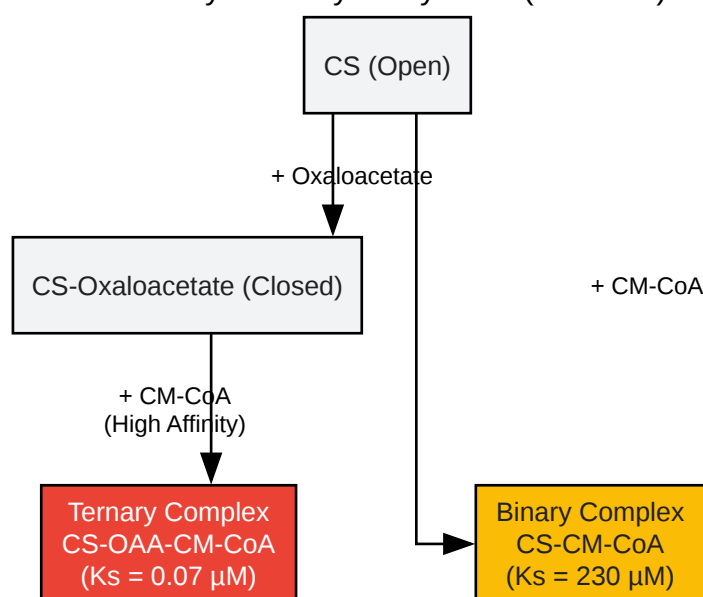 CS (Open)
+ Oxaloacetate
CS-Oxaloacetate (Closed)
+ CM-CoA
+ CM-CoA
(High Affinity)
Ternary Complex
CS-OAA-CM-CoA
(Ks = 0.07 µM)
Binary Complex
CS-CM-CoA
(Ks = 230 µM)